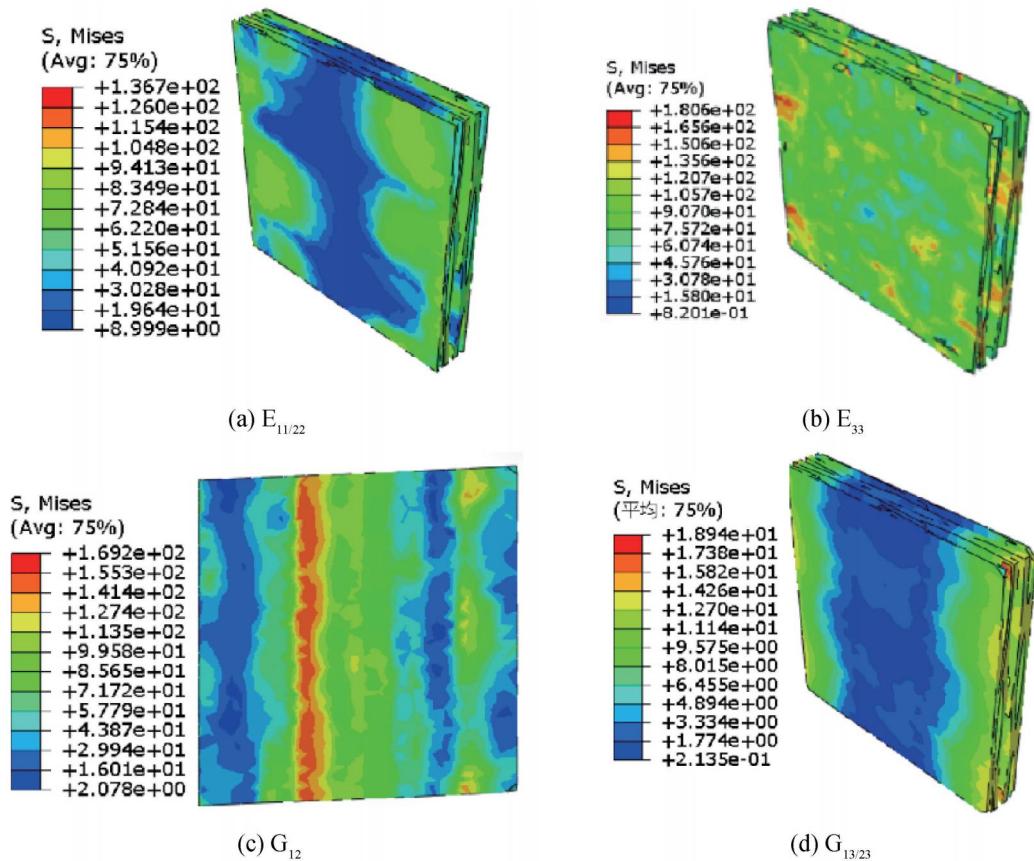 S, Mises
(Avg: 75%)
+1.367e+02
+1.260e+02
+1.154e+02
+1.048e+02
+9.413e+01
+8.349e+01
+7.284e+01
+6.220e+01
+5.156e+01
+4.092e+01
+3.028e+01
+1.964e+01
+8.999e+00
(a) E11/22
S, Mises
(Avg: 75%)
+1.806e+02
+1.656e+02
+1.506e+02
+1.356e+02
+1.207e+02
+1.057e+02
+9.070e+01
+7.572e+01
+6.074e+01
+4.576e+01
+3.078e+01
+1.580e+01
+8.201e-01
(b) E33
S, Mises
(Avg: 75%)
+1.692e+02
+1.553e+02
+1.414e+02
+1.274e+02
+1.135e+02
+9.958e+01
+8.565e+01
+7.172e+01
+5.779e+01
+4.387e+01
+2.994e+01
+1.601e+01
+2.078e+00
(c) G12
S, Mises
(平均: 75%)
+1.894e+01
+1.738e+01
+1.582e+01
+1.426e+01
+1.270e+01
+1.114e+01
+9.575e+00
+8.015e+00
+6.455e+00
+4.894e+00
+3.334e+00
+1.774e+00
+2.135e-01
(d) G13/23